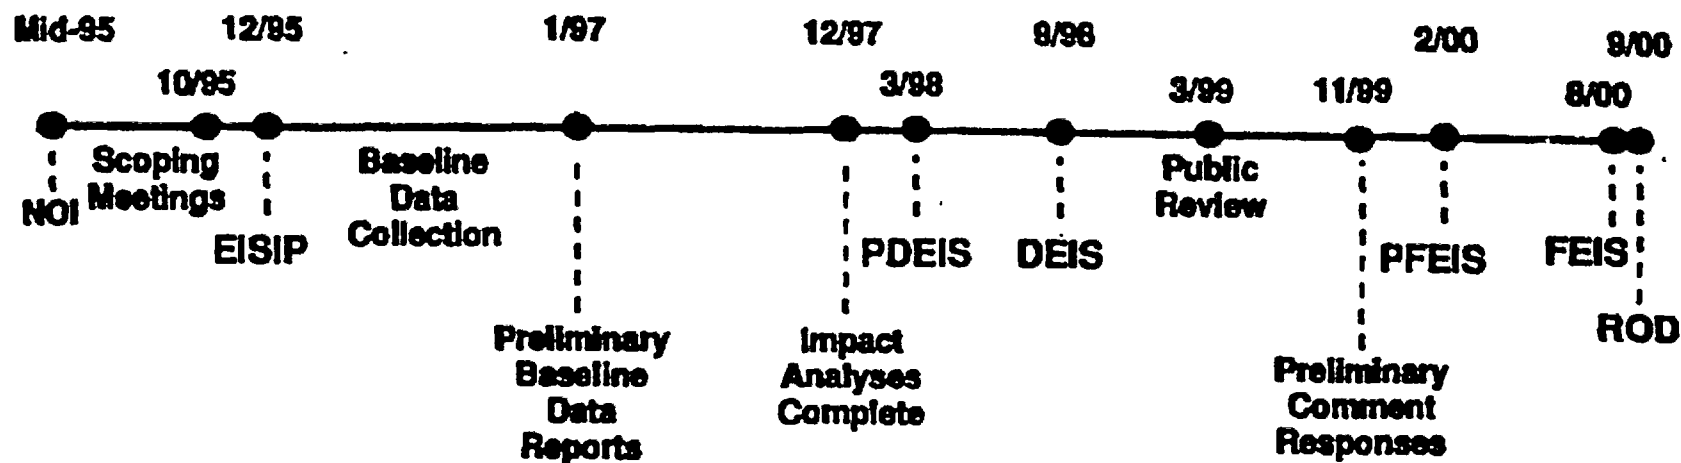 Mid-95 12/95 1/97 12/97 9/98 2/00 9/00
10/95 3/98 3/99 11/99 8/00
Scoping
Meetings
Baseline
Data
Collection
Public
Review
NOI
EISIP
PDEIS
DEIS
PFEIS
FEIS
ROD
Preliminary
Baseline
Data
Reports
Impact
Analyses
Complete
Preliminary
Comment
Responses